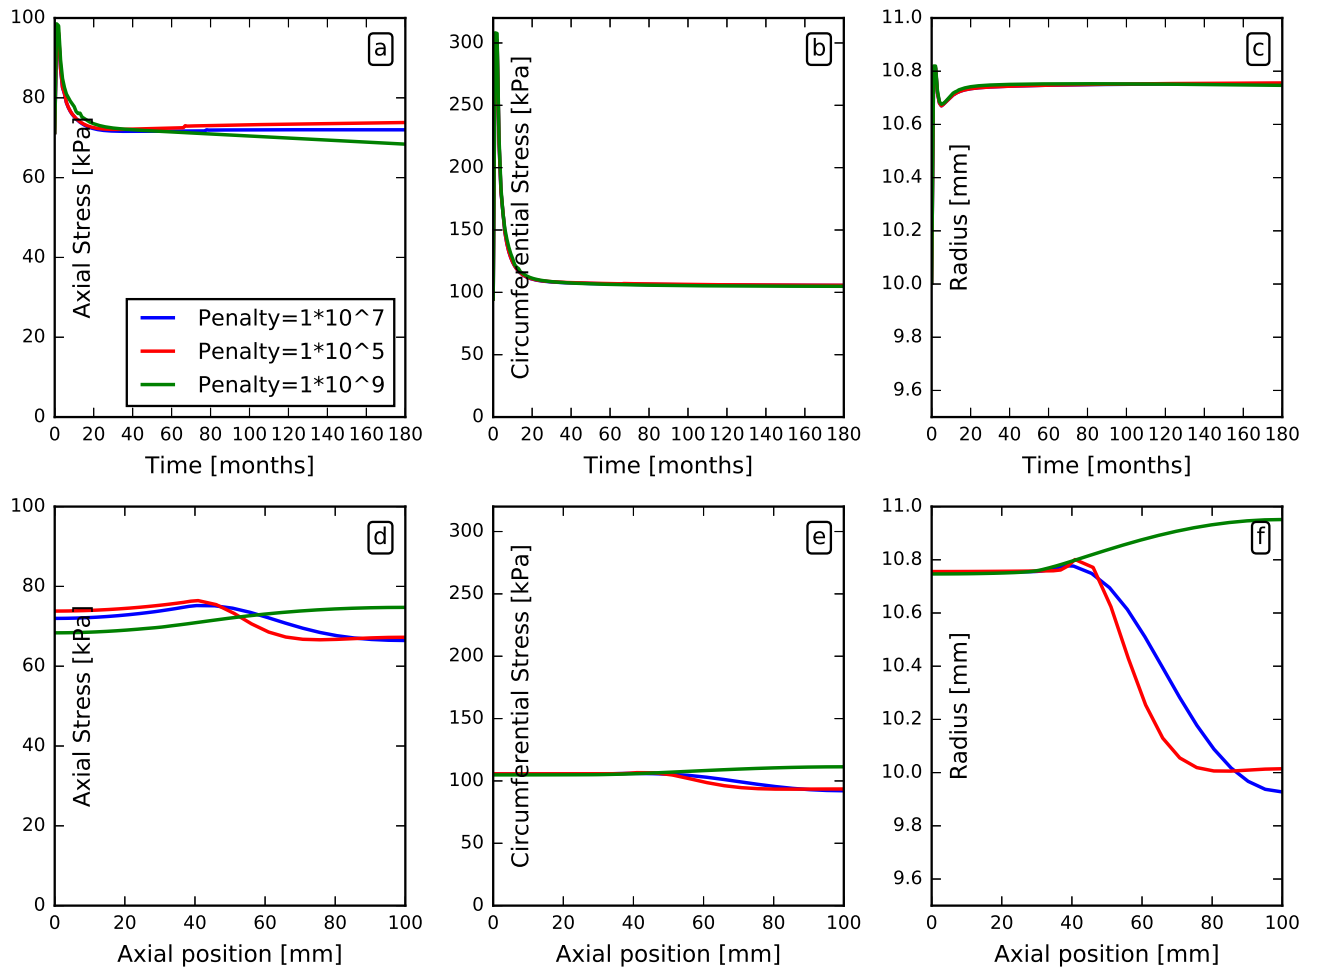 a
100
80
60
40
20
0
Axial Stress [kPa]
Penalty=1*10^7
Penalty=1*10^5
Penalty=1*10^9
0 20 40 60 80 100 120 140 160 180
Time [months]
b
300
250
200
150
100
50
0
Circumferential Stress [kPa]
0 20 40 60 80 100 120 140 160 180
Time [months]
c
11.0
10.8
10.6
10.4
10.2
10.0
9.8
9.6
Radius [mm]
0 20 40 60 80 100 120 140 160 180
Time [months]
d
100
80
60
40
20
0
Axial Stress [kPa]
0 20 40 60 80 100
Axial position [mm]
e
300
250
200
150
100
50
0
Circumferential Stress [kPa]
0 20 40 60 80 100
Axial position [mm]
f
11.0
10.8
10.6
10.4
10.2
10.0
9.8
9.6
Radius [mm]
0 20 40 60 80 100
Axial position [mm]